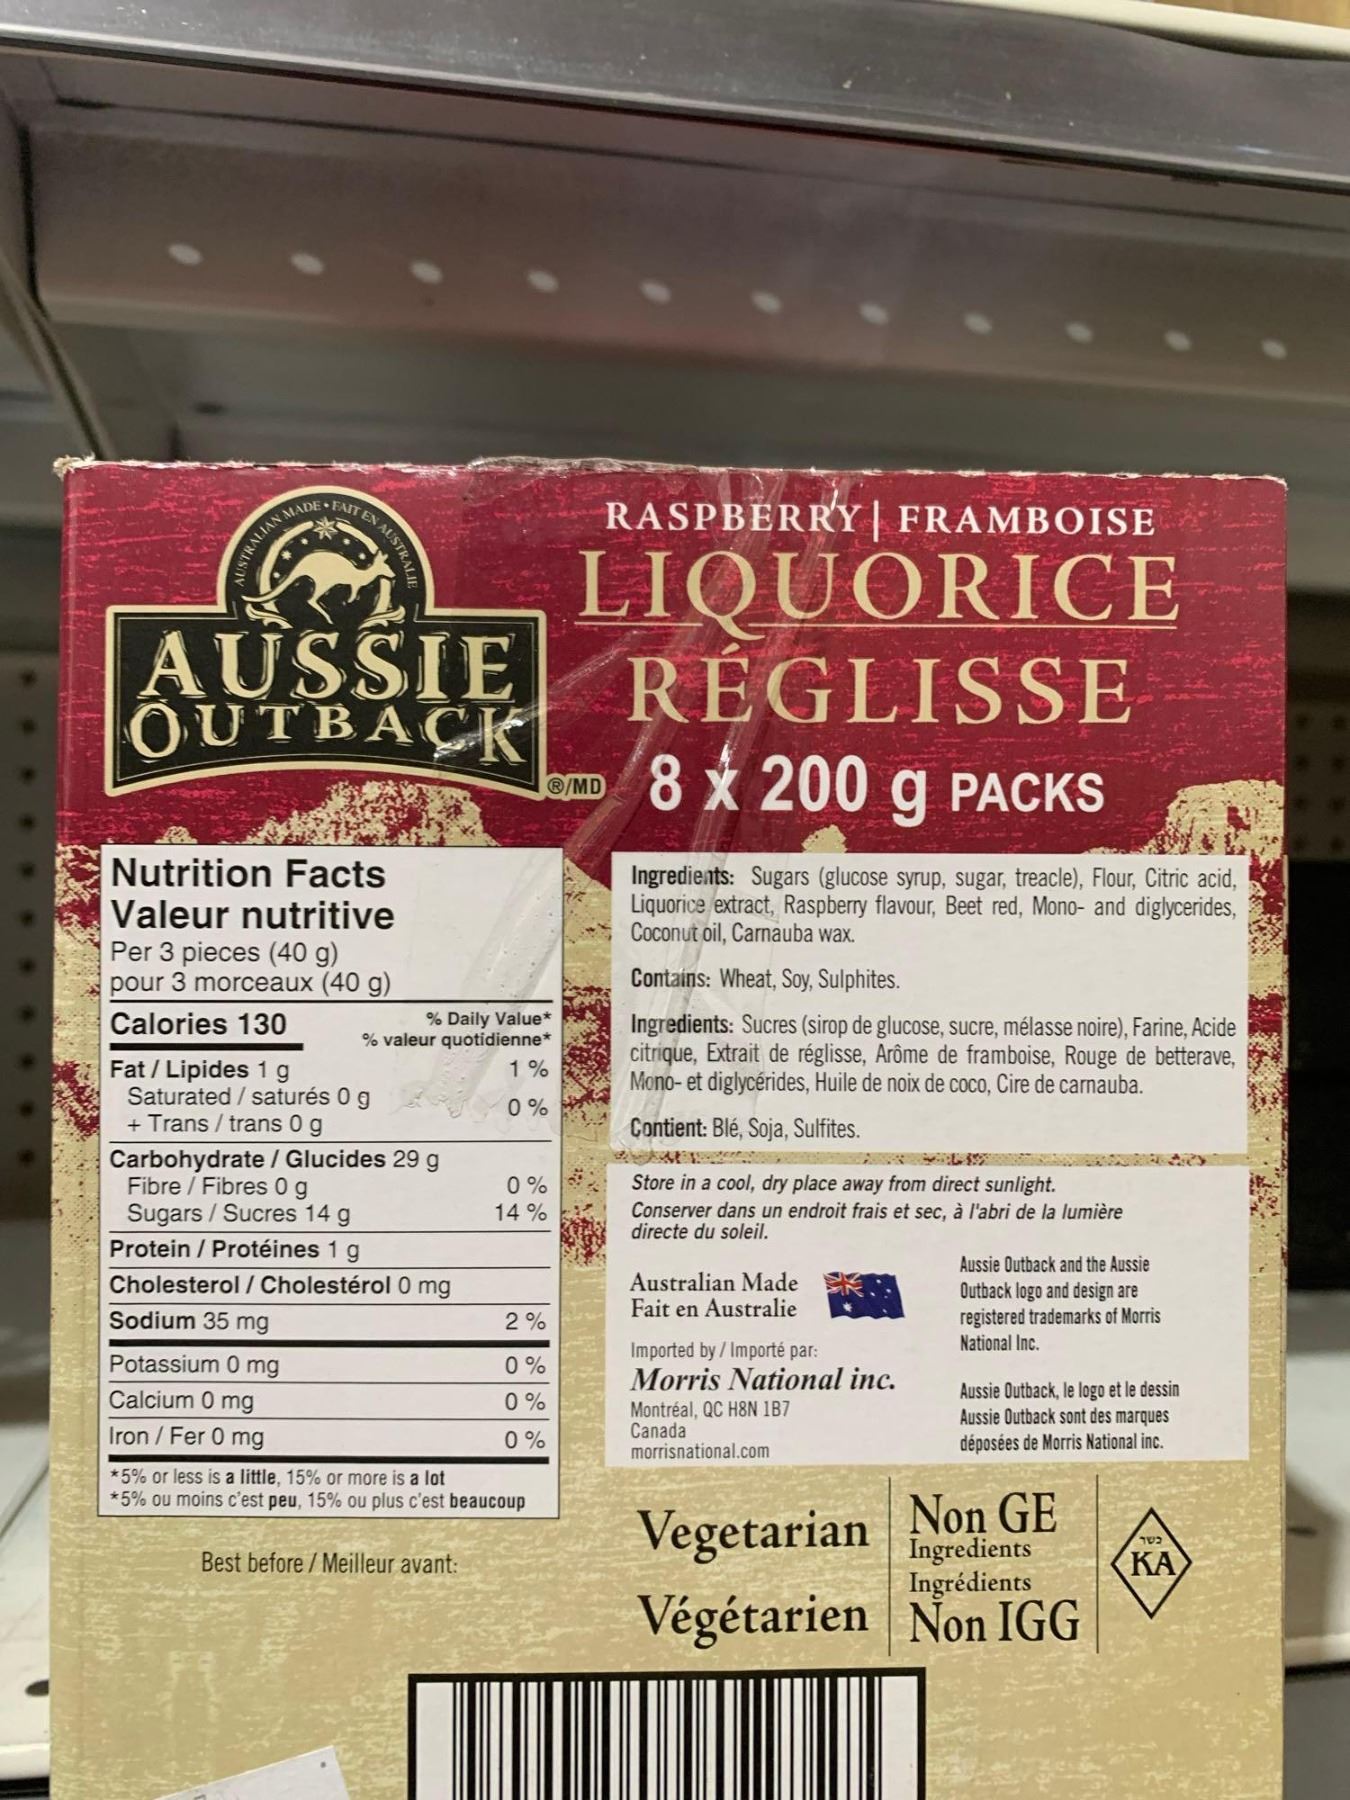 AUSTRALIAN MADE • FAIT EN AUSTRALIE
AUSSIE
OUTBACK
®/MD
RASPBERRY | FRAMBOISE
LIQUORICE
RÉGLISSE
8 x 200 g PACKS
Nutrition Facts
Valeur nutritive
Per 3 pieces (40 g)
pour 3 morceaux (40 g)
Calories 130
% Daily Value*
% valeur quotidienne*
Fat / Lipides 1 g 1 %
Saturated / saturés 0 g
+ Trans / trans 0 g 0 %
Carbohydrate / Glucides 29 g
Fibre / Fibres 0 g 0 %
Sugars / Sucres 14 g 14 %
Protein / Protéines 1 g
Cholesterol / Cholestérol 0 mg
Sodium 35 mg 2 %
Potassium 0 mg 0 %
Calcium 0 mg 0 %
Iron / Fer 0 mg 0 %
*5% or less is a little, 15% or more is a lot
*5% ou moins c'est peu, 15% ou plus c'est beaucoup
Best before / Meilleur avant:
Ingredients: Sugars (glucose syrup, sugar, treacle), Flour, Citric acid,
Liquorice extract, Raspberry flavour, Beet red, Mono- and diglycerides,
Coconut oil, Carnauba wax.
Contains: Wheat, Soy, Sulphites.
Ingredients: Sucres (sirop de glucose, sucre, mélasse noire), Farine, Acide
citrique, Extrait de réglisse, Arôme de framboise, Rouge de betterave,
Mono- et diglycérides, Huile de noix de coco, Cire de carnauba.
Contient: Blé, Soja, Sulfites.
Store in a cool, dry place away from direct sunlight.
Conserver dans un endroit frais et sec, à l'abri de la lumière
directe du soleil.
Australian Made
Fait en Australie
Imported by / Importé par:
Morris National inc.
Montréal, QC H8N 1B7
Canada
morrisnational.com
Aussie Outback and the Aussie
Outback logo and design are
registered trademarks of Morris
National Inc.
Aussie Outback, le logo et le dessin
Aussie Outback sont des marques
déposées de Morris National inc.
Vegetarian
Végétarien
Non GE
Ingredients
Ingrédients
Non IGG
כשר
KA